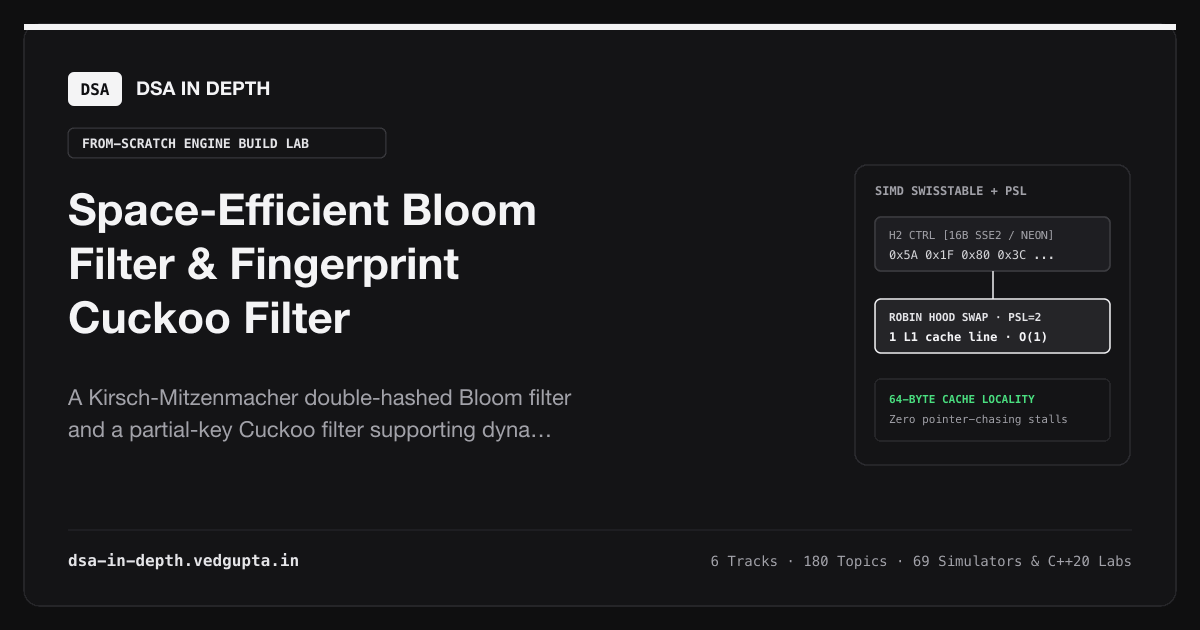 DSA
DSA IN DEPTH
FROM–SCRATCH ENGINE BUILD LAB
Space-Efficient Bloom
Filter & Fingerprint
Cuckoo Filter
A Kirsch-Mitzenmacher double-hashed Bloom filter
and a partial-key Cuckoo filter supporting dyna…
SIMD SWISSTABLE + PSL
H2 CTRL [16B SSE2 / NEON]
0x5A 0x1F 0x80 0x3C ...
ROBIN HOOD SWAP · PSL=2
1 L1 cache line · O(1)
64–BYTE CACHE LOCALITY
Zero pointer–chasing stalls
dsa–in–depth.vedgupta.in
6 Tracks · 180 Topics · 69 Simulators & C++20 Labs